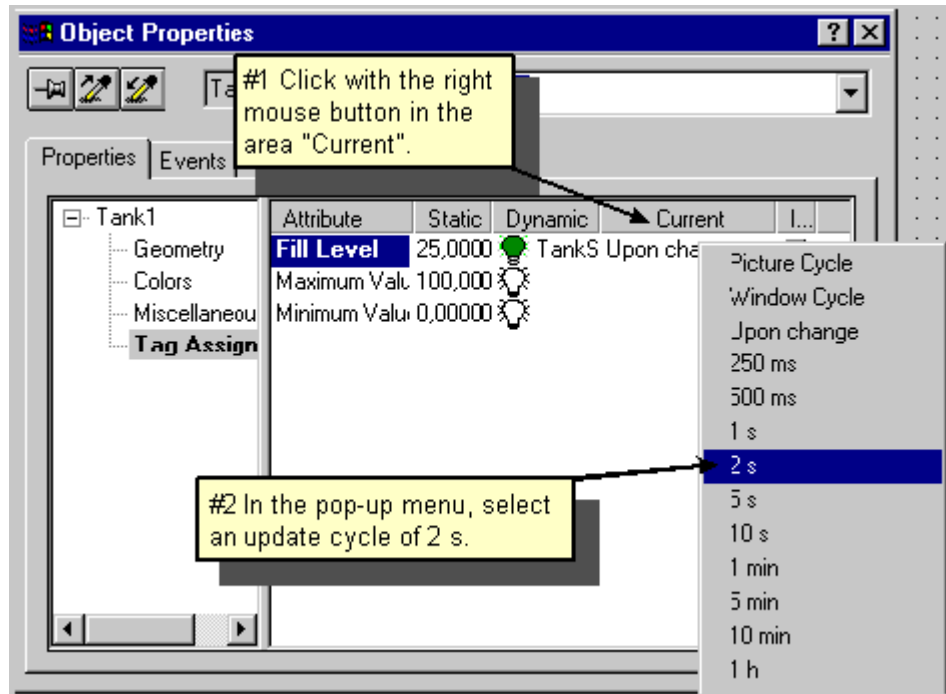 Object Properties
Ta
#1 Click with the right
mouse button in the
area "Current".
Properties Events
Tank1
Geometry
Colors
Miscellaneou
Tag Assign
Attribute Static Dynamic Current I...
Fill Level 25,0000 TankS Upon cha
Maximum Valu 100,000
Minimum Valu 0,00000
Picture Cycle
Window Cycle
Upon change
250 ms
500 ms
1 s
2 s
5 s
10 s
1 min
5 min
10 min
1 h
#2 In the pop-up menu, select
an update cycle of 2 s.